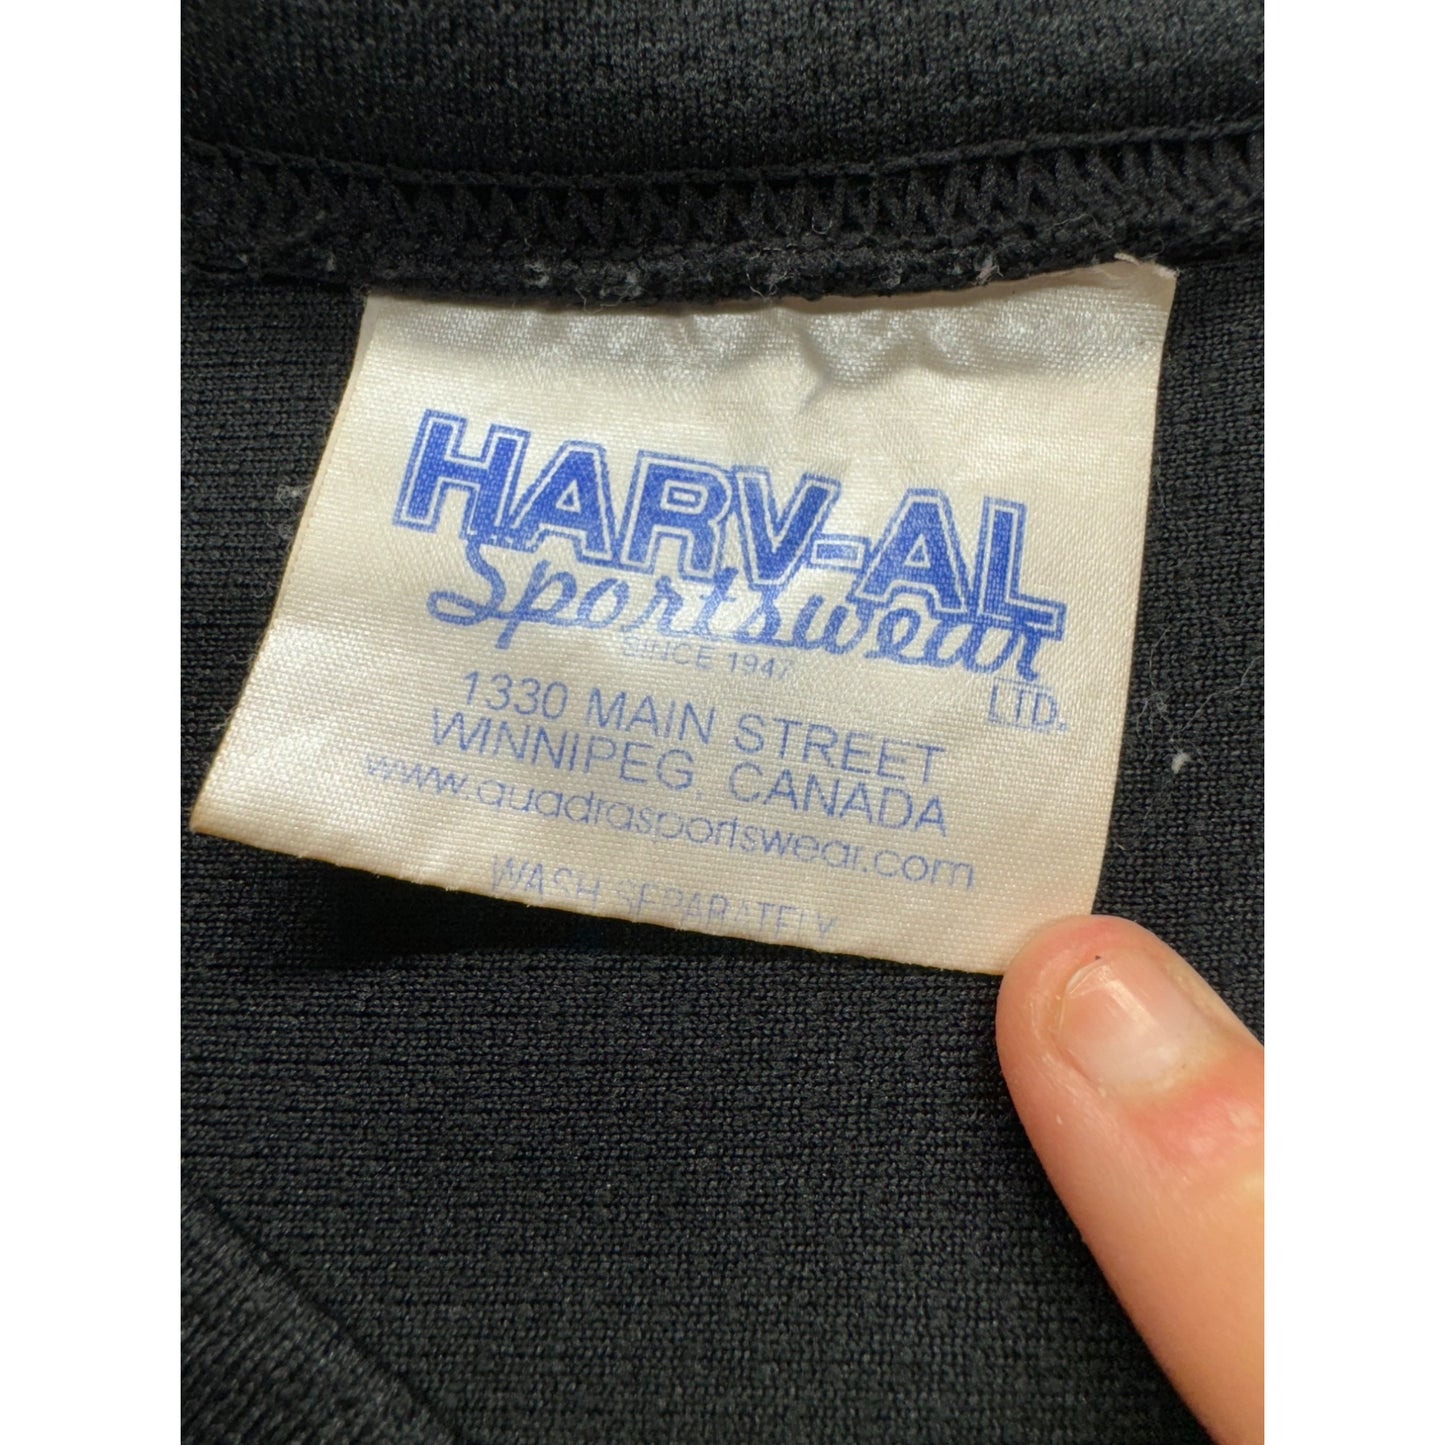 HARV-AL
Sportswear
SINCE 1947
LTD.
1330 MAIN STREET
WINNIPEG, CANADA
www.quadrasportswear.com
WASH SEPARATELY